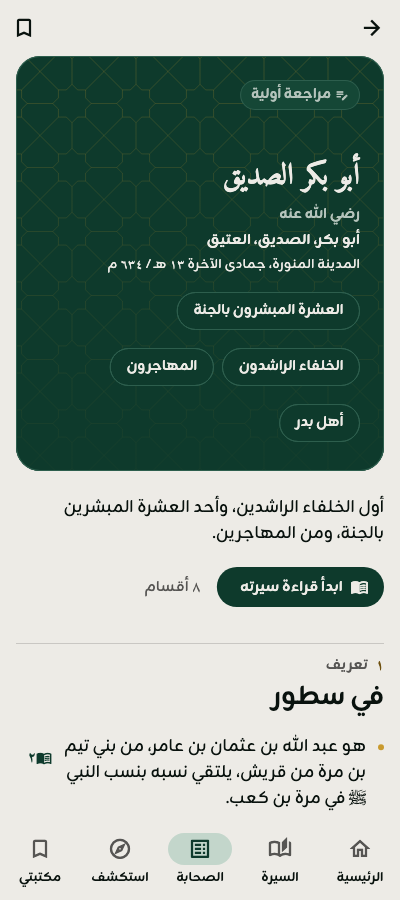 مراجعة أولية
أبو بكر الصديق
رضي الله عنه
أبو بكر، الصديق، العتيق
المدينة المنورة، جمادى الآخرة ١٣ هـ / ٦٣٤ م
العشرة المبشرون بالجنة
الخلفاء الراشدون
المهاجرون
أهل بدر
أول الخلفاء الراشدين، وأحد العشرة المبشرين
بالجنة، ومن المهاجرين.
ابدأ قراءة سيرته
٨ أقسام
١ تعريف
في سطور
هو عبد الله بن عثمان بن عامر، من بني تيم
بن مرة من قريش، يلتقي نسبه بنسب النبي
ﷺ في مرة بن كعب.
٢
الرئيسية
السيرة
الصحابة
استكشف
مكتبتي